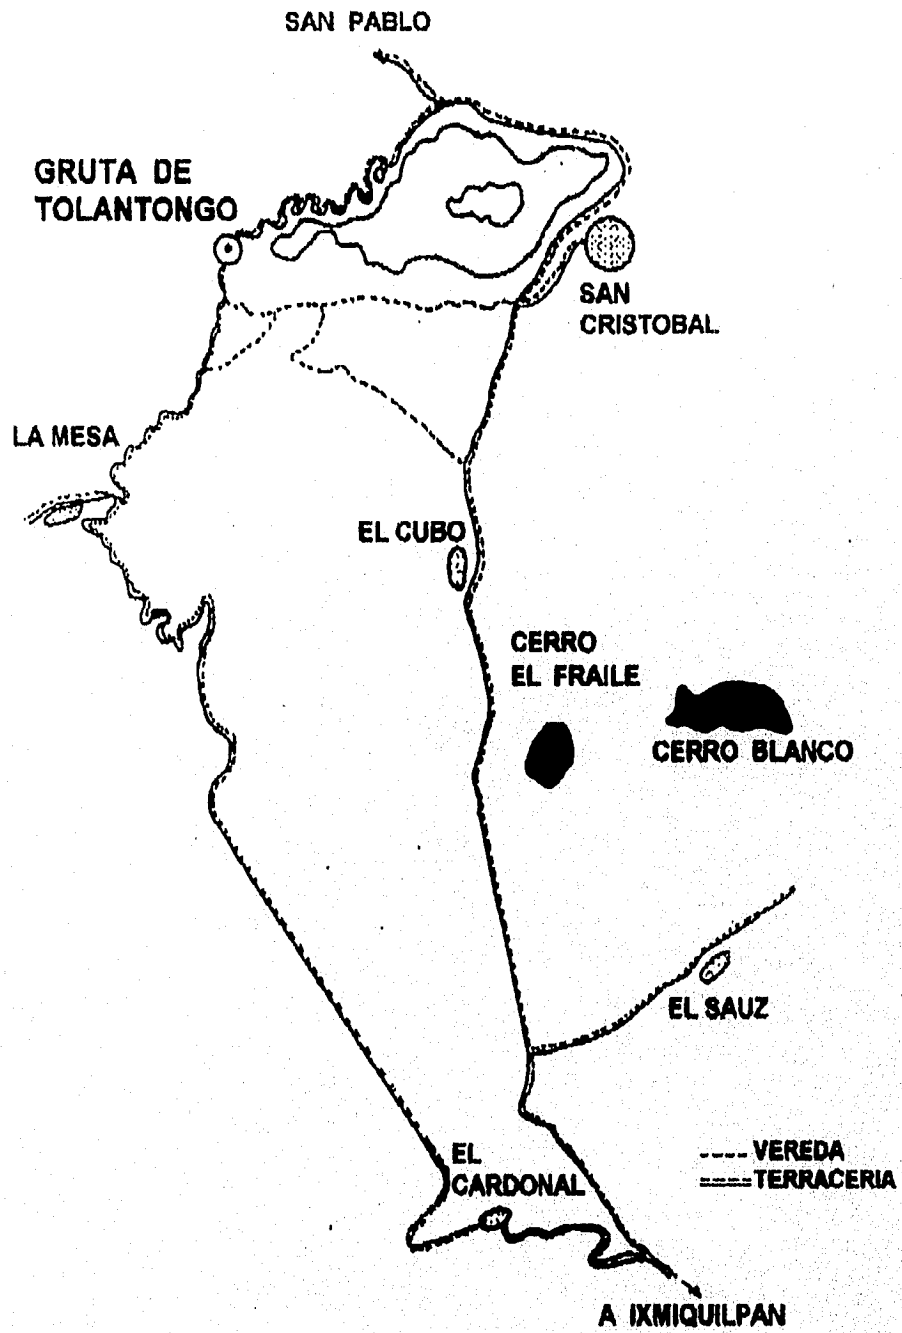 SAN PABLO
GRUTA DE
TOLANTONGO
SAN
CRISTOBAL
LA MESA
EL CUBO
CERRO
EL FRAILE
CERRO BLANCO
EL SAUZ
EL
CARDONAL
VEREDA
TERRACERIA
A IXMIQUILPAN